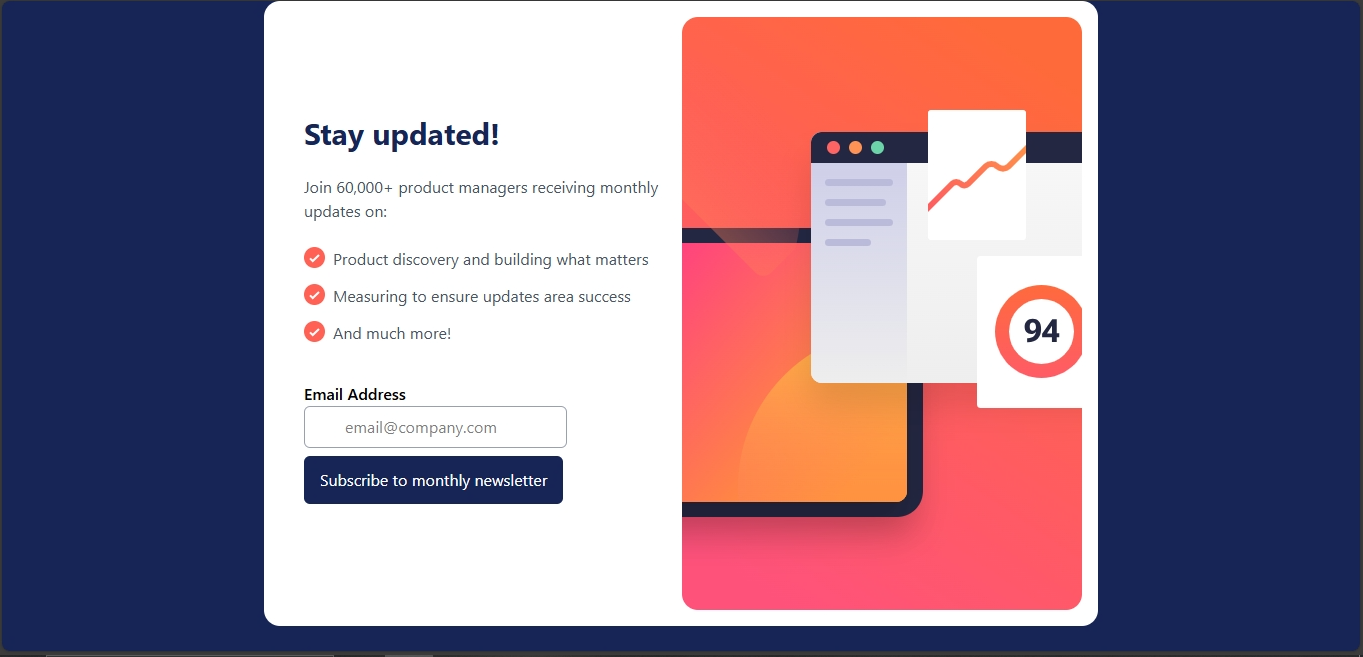 Stay updated!
Join 60,000+ product managers receiving monthly
updates on:
Product discovery and building what matters
Measuring to ensure updates area success
And much more!
Email Address
email@company.com
Subscribe to monthly newsletter
94